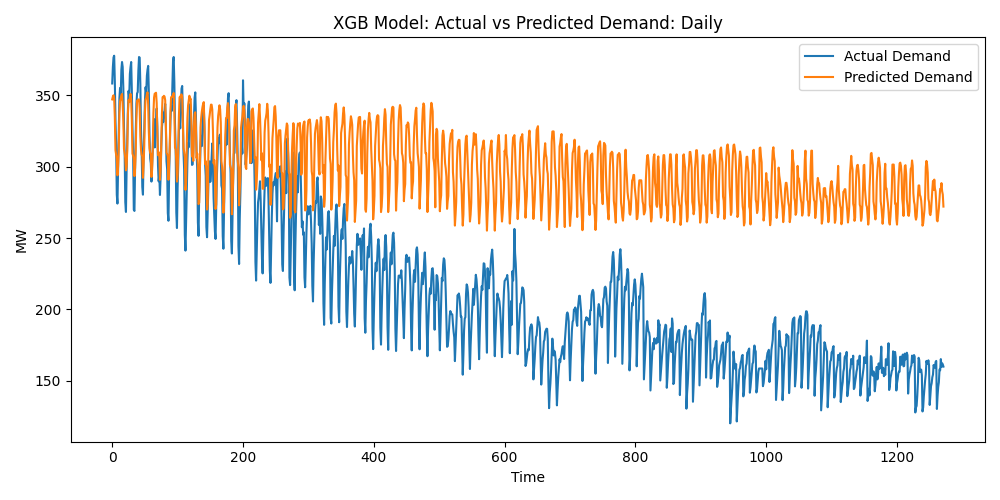 XGB Model: Actual vs Predicted Demand: Daily
Actual Demand
Predicted Demand
MW
350
300
250
200
150
0 200 400 600 800 1000 1200
Time